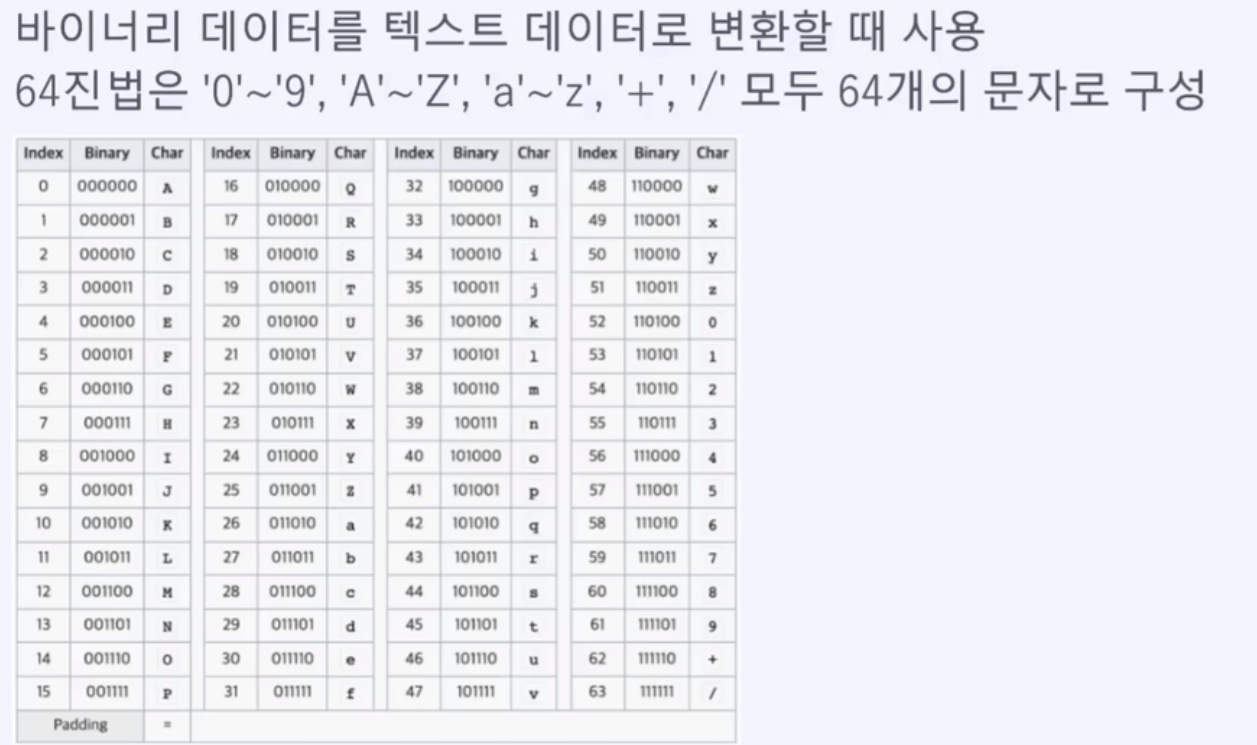 바이너리 데이터를 텍스트 데이터로 변환할 때 사용
64진법은 '0'~'9', 'A'~'Z', 'a'~'z', '+', '/' 모두 64개의 문자로 구성
Index Binary Char Index Binary Char Index Binary Char Index Binary Char
0 000000 A 16 010000 Q 32 100000 g 48 110000 w
1 000001 B 17 010001 R 33 100001 h 49 110001 x
2 000010 C 18 010010 S 34 100010 i 50 110010 y
3 000011 D 19 010011 T 35 100011 j 51 110011 z
4 000100 E 20 010100 U 36 100100 k 52 110100 0
5 000101 F 21 010101 V 37 100101 l 53 110101 1
6 000110 G 22 010110 W 38 100110 m 54 110110 2
7 000111 H 23 010111 X 39 100111 n 55 110111 3
8 001000 I 24 011000 Y 40 101000 o 56 111000 4
9 001001 J 25 011001 Z 41 101001 p 57 111001 5
10 001010 K 26 011010 a 42 101010 q 58 111010 6
11 001011 L 27 011011 b 43 101011 r 59 111011 7
12 001100 M 28 011100 c 44 101100 s 60 111100 8
13 001101 N 29 011101 d 45 101101 t 61 111101 9
14 001110 O 30 011110 e 46 101110 u 62 111110 +
15 001111 P 31 011111 f 47 101111 v 63 111111 /
Padding =